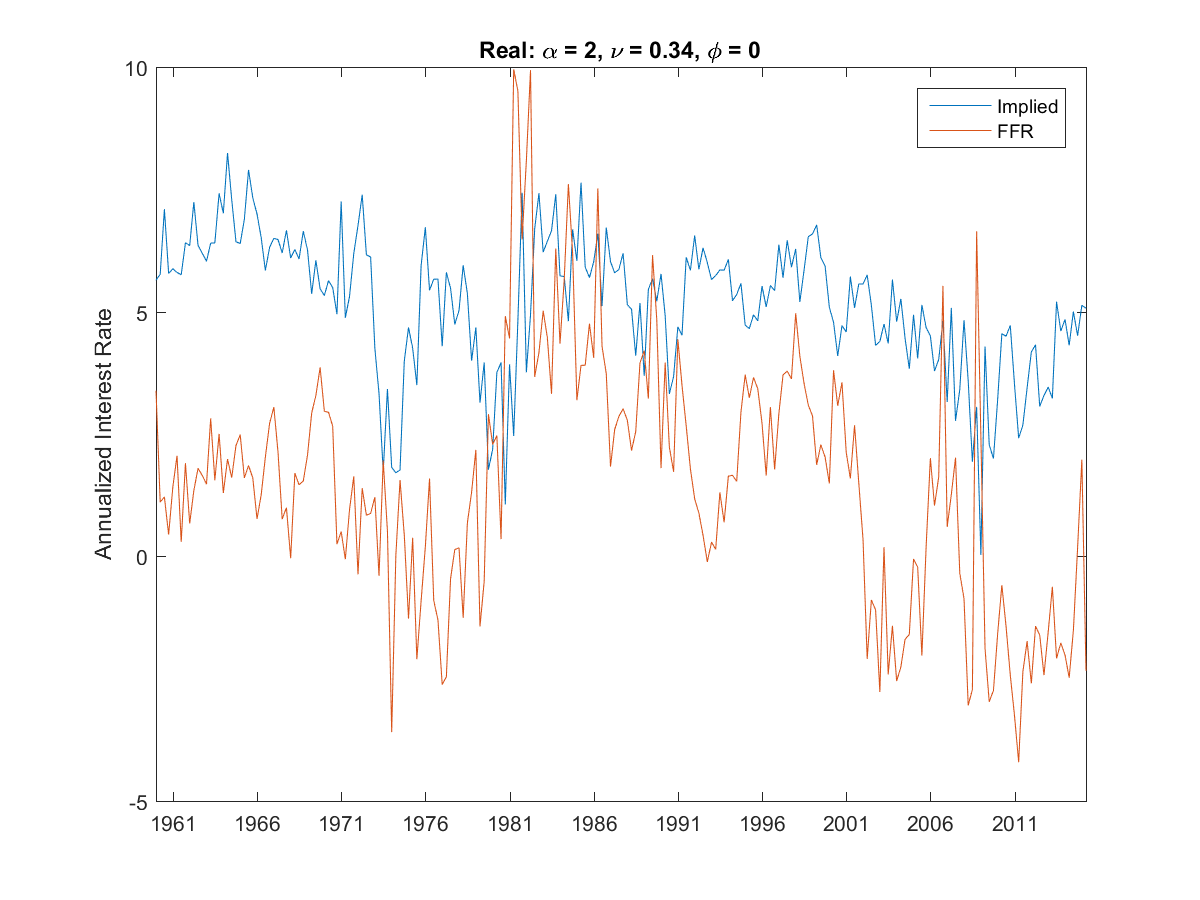 Real: α = 2, ν = 0.34, ϕ = 0
Implied
FFR
Annualized Interest Rate
10
5
0
-5
1961 1966 1971 1976 1981 1986 1991 1996 2001 2006 2011